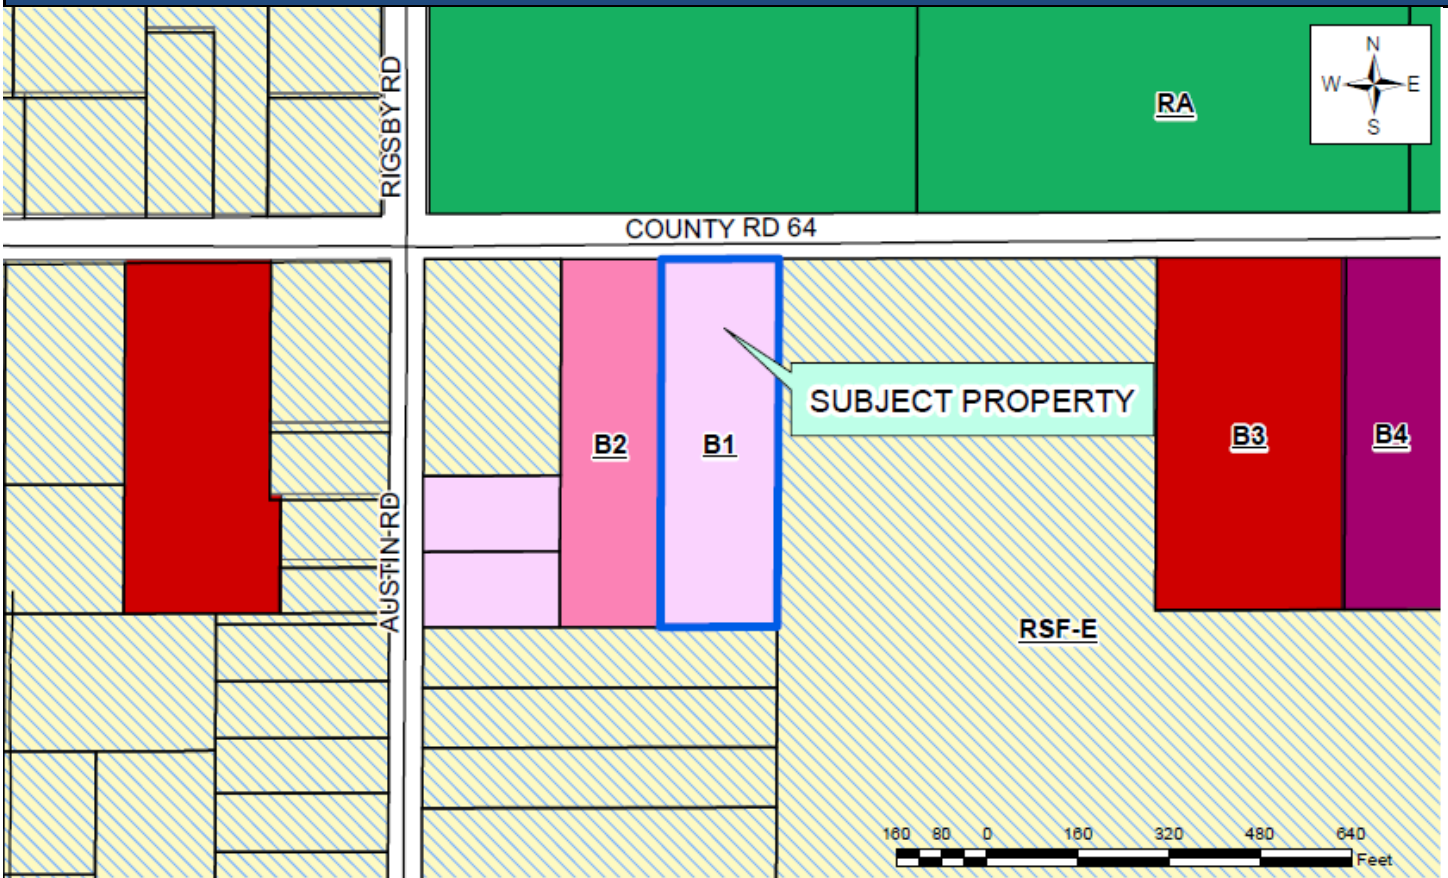 N
W E
S
RA
RIGSBY RD
COUNTY RD 64
SUBJECT PROPERTY
B2
B1
B3
B4
AUSTIN RD
RSF-E
160 80 0 160 320 480 640
Feet